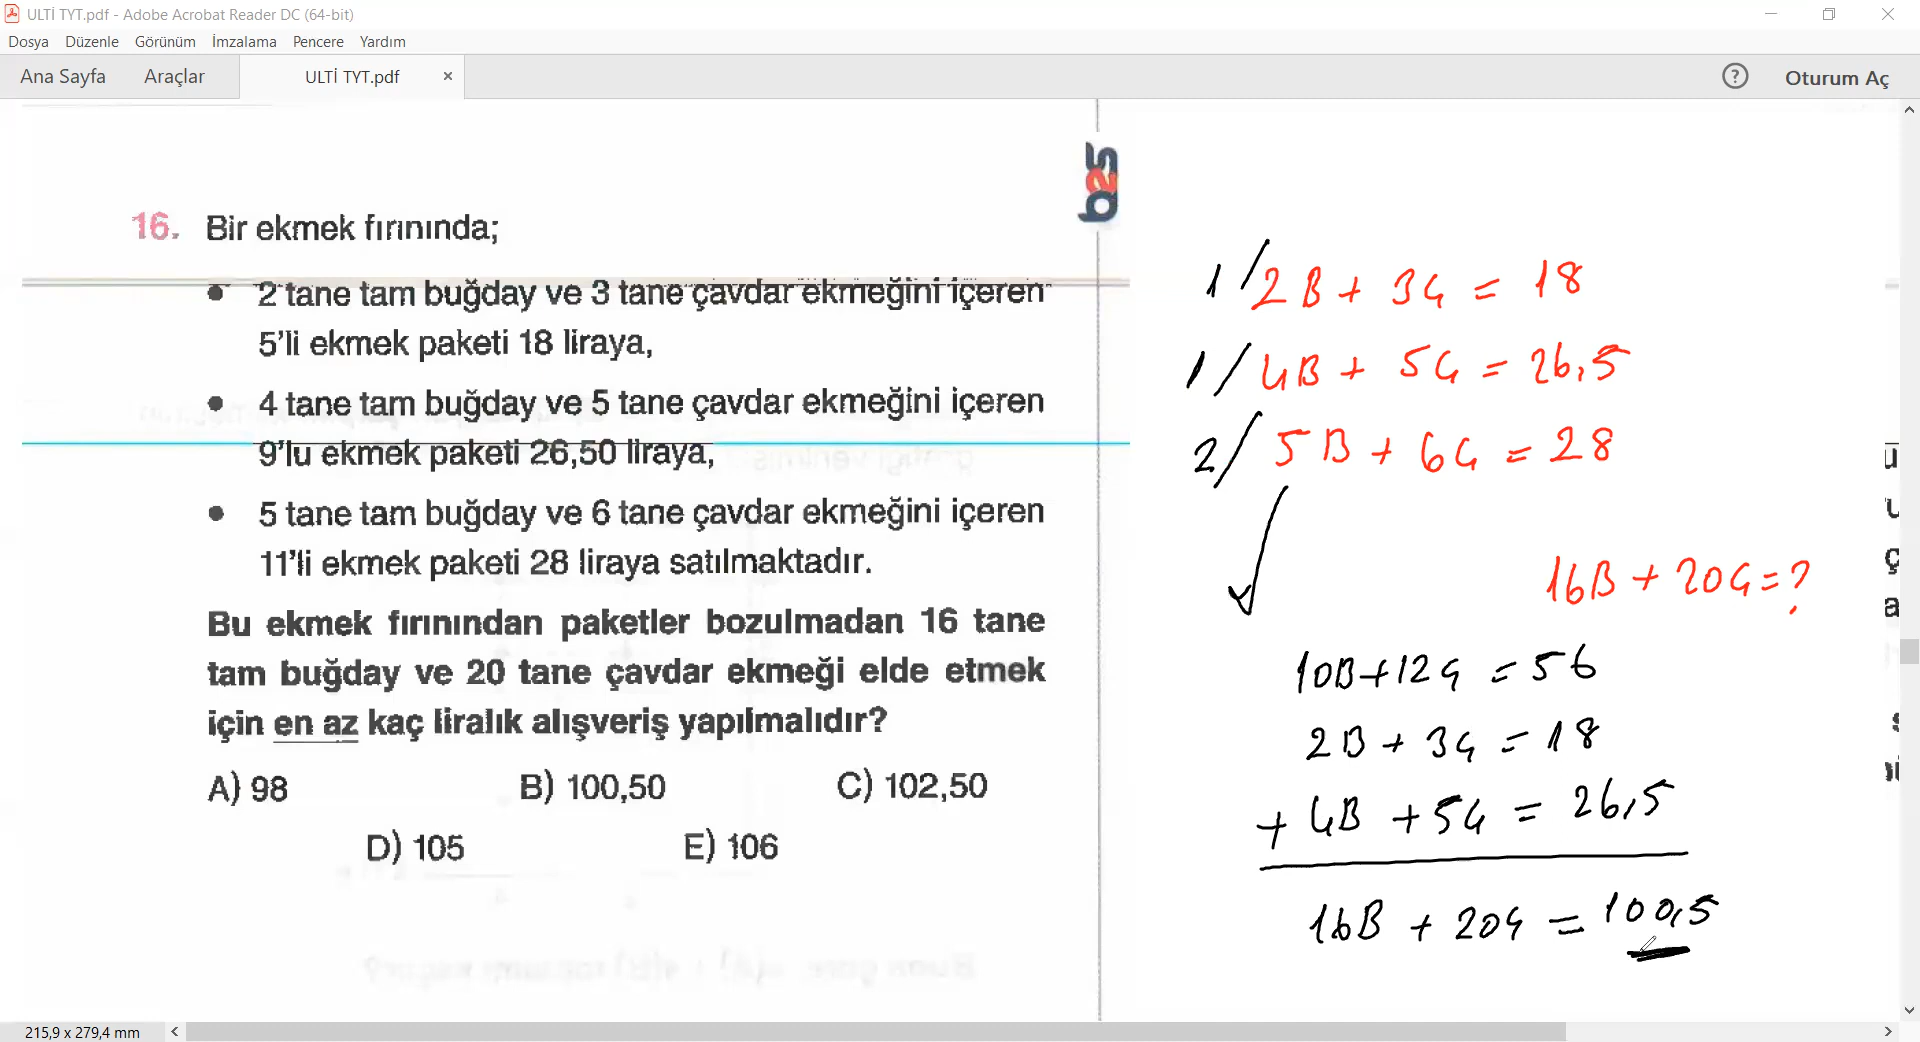 ULTİ TYT.pdf - Adobe Acrobat Reader DC (64-bit)
Dosya Düzenle Görünüm İmzalama Pencere Yardım
Ana Sayfa Araçlar ULTİ TYT.pdf × ? Oturum Aç
16. Bir ekmek fırınında;
• 2 tane tam buğday ve 3 tane çavdar ekmeğini içeren
5'li ekmek paketi 18 liraya,
• 4 tane tam buğday ve 5 tane çavdar ekmeğini içeren
9'lu ekmek paketi 26,50 liraya,
• 5 tane tam buğday ve 6 tane çavdar ekmeğini içeren
11'li ekmek paketi 28 liraya satılmaktadır.
Bu ekmek fırınından paketler bozulmadan 16 tane
tam buğday ve 20 tane çavdar ekmeği elde etmek
için en az kaç liralık alışveriş yapılmalıdır?
A) 98 B) 100,50 C) 102,50
D) 105 E) 106
b2s
1/ 2B + 3Ç = 18
1/ 4B + 5Ç = 26,5
2/ 5B + 6Ç = 28
16B + 20Ç = ?
10B + 12Ç = 56
2B + 3Ç = 18
+ 4B + 5Ç = 26,5
16B + 20Ç = 100,5
215,9 x 279,4 mm